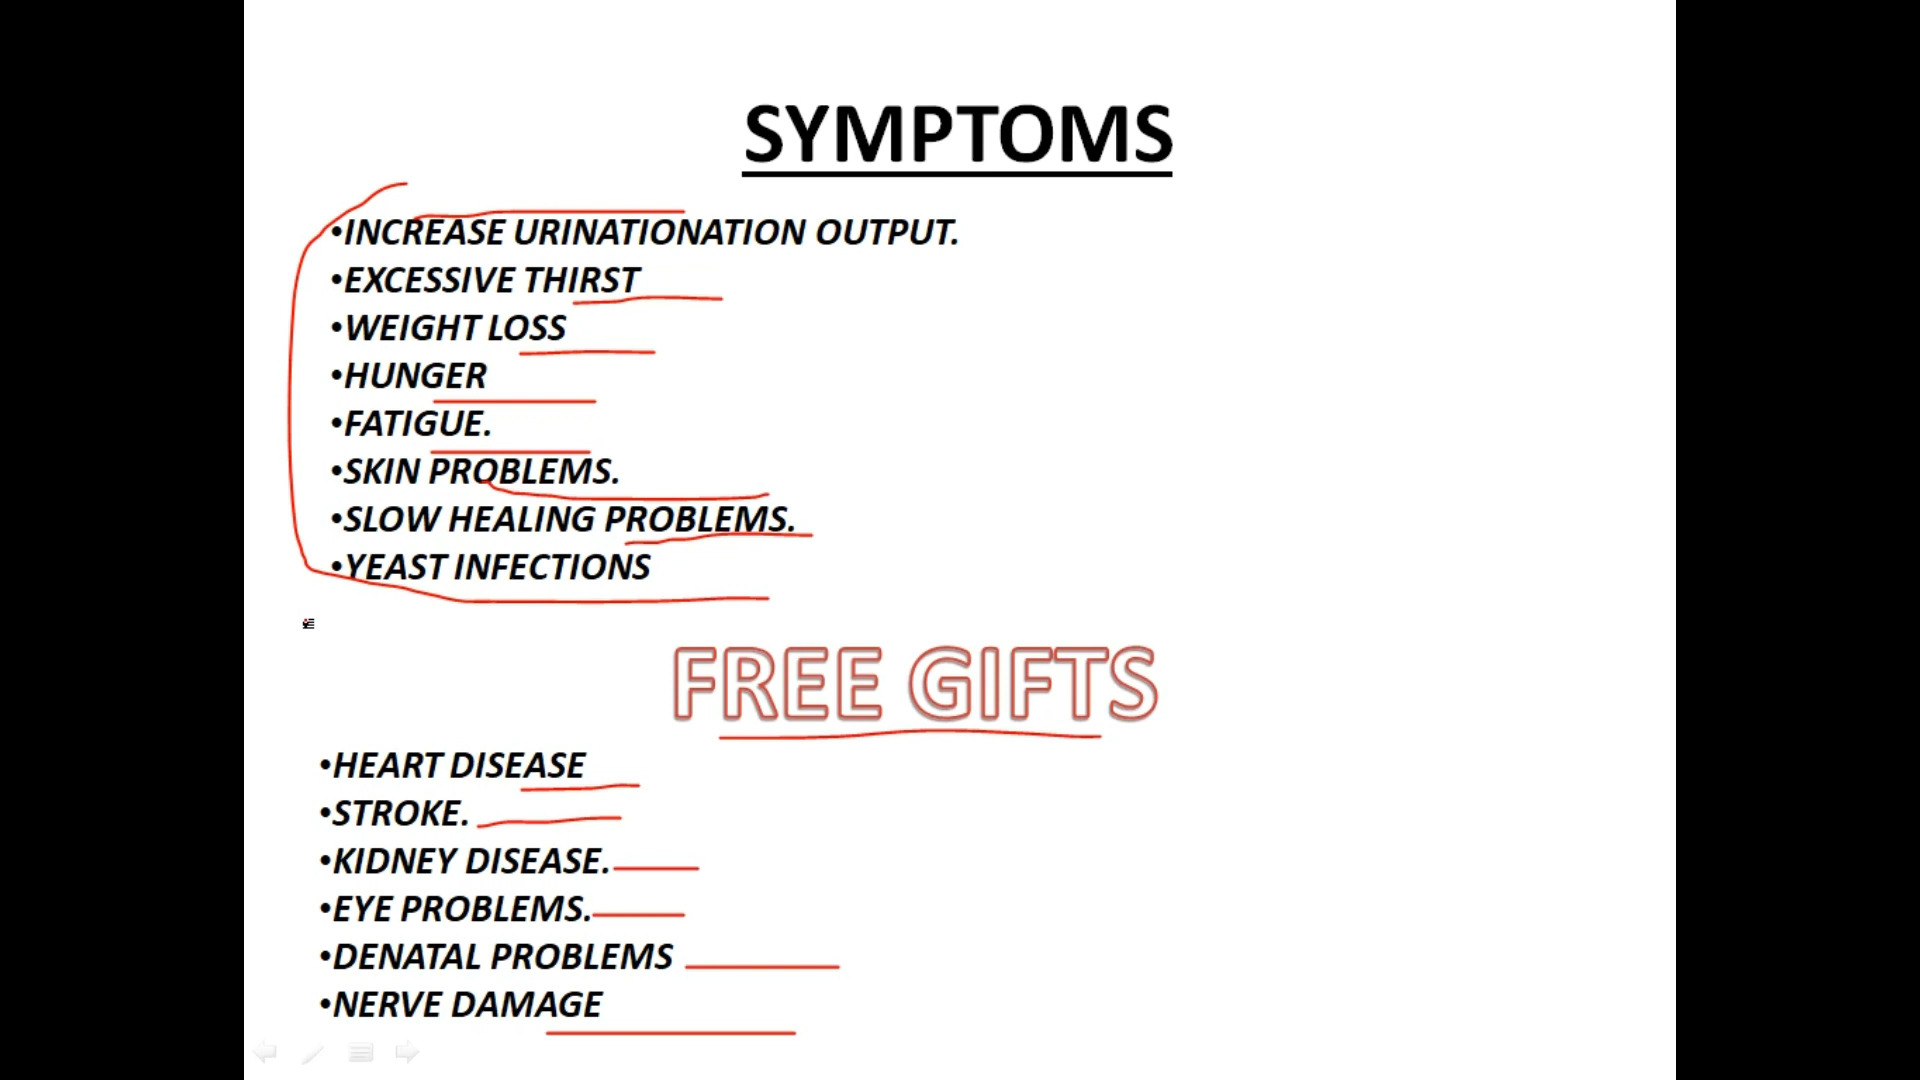 SYMPTOMS
•INCREASE URINATIONATION OUTPUT.
•EXCESSIVE THIRST
•WEIGHT LOSS
•HUNGER
•FATIGUE.
•SKIN PROBLEMS.
•SLOW HEALING PROBLEMS.
•YEAST INFECTIONS
FREE GIFTS
•HEART DISEASE
•STROKE.
•KIDNEY DISEASE.
•EYE PROBLEMS.
•DENATAL PROBLEMS
•NERVE DAMAGE